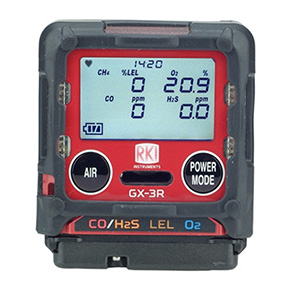 1420
CH4 %LEL O2 %
0 20.9
CO ppm H2S ppm
0 0.0
RKI
INSTRUMENTS
AIR
POWER
MODE
GX-3R
CO/H2S LEL O2